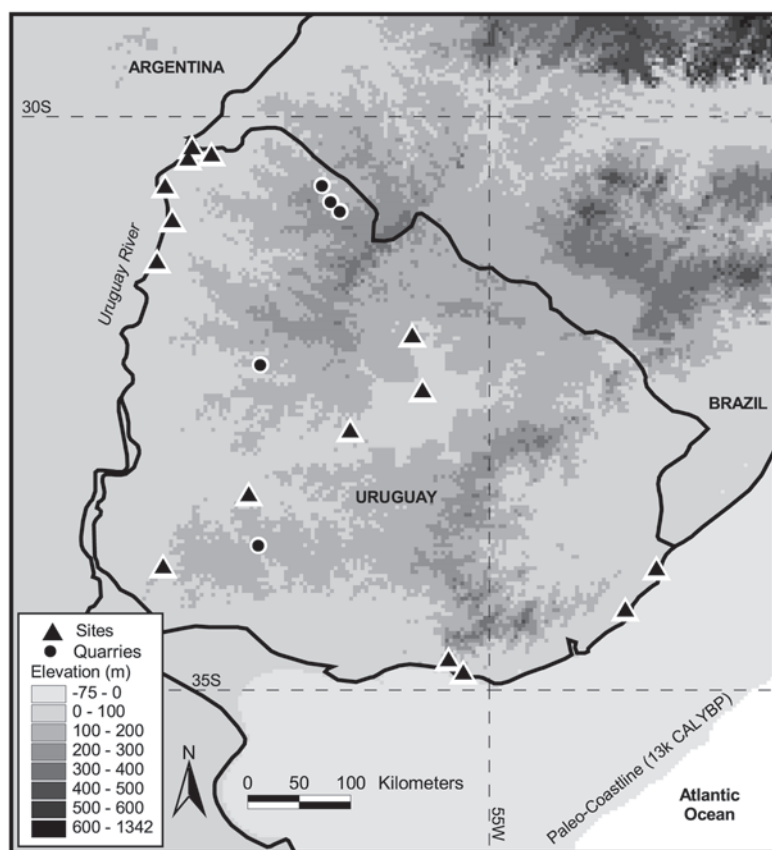 ARGENTINA
30S
Uruguay River
BRAZIL
URUGUAY
Sites
Quarries
Elevation (m)
-75 - 0
0 - 100
100 - 200
200 - 300
300 - 400
400 - 500
500 - 600
600 - 1342
35S
N
0 50 100 Kilometers
55W
Paleo-Coastline (13k CALYBP)
Atlantic
Ocean